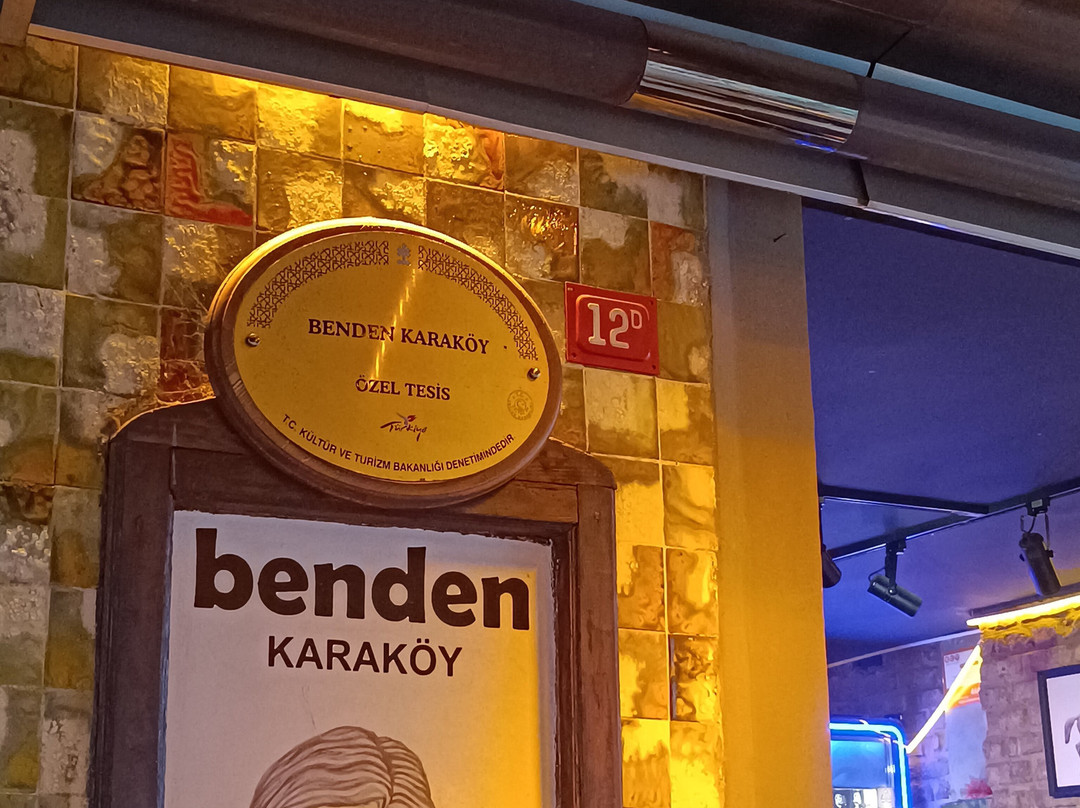 BENDEN KARAKÖY
ÖZEL TESİS
Türkiye
T.C. KÜLTÜR VE TURİZM BAKANLIĞI DENETİMİNDEDİR
12D
benden
KARAKÖY